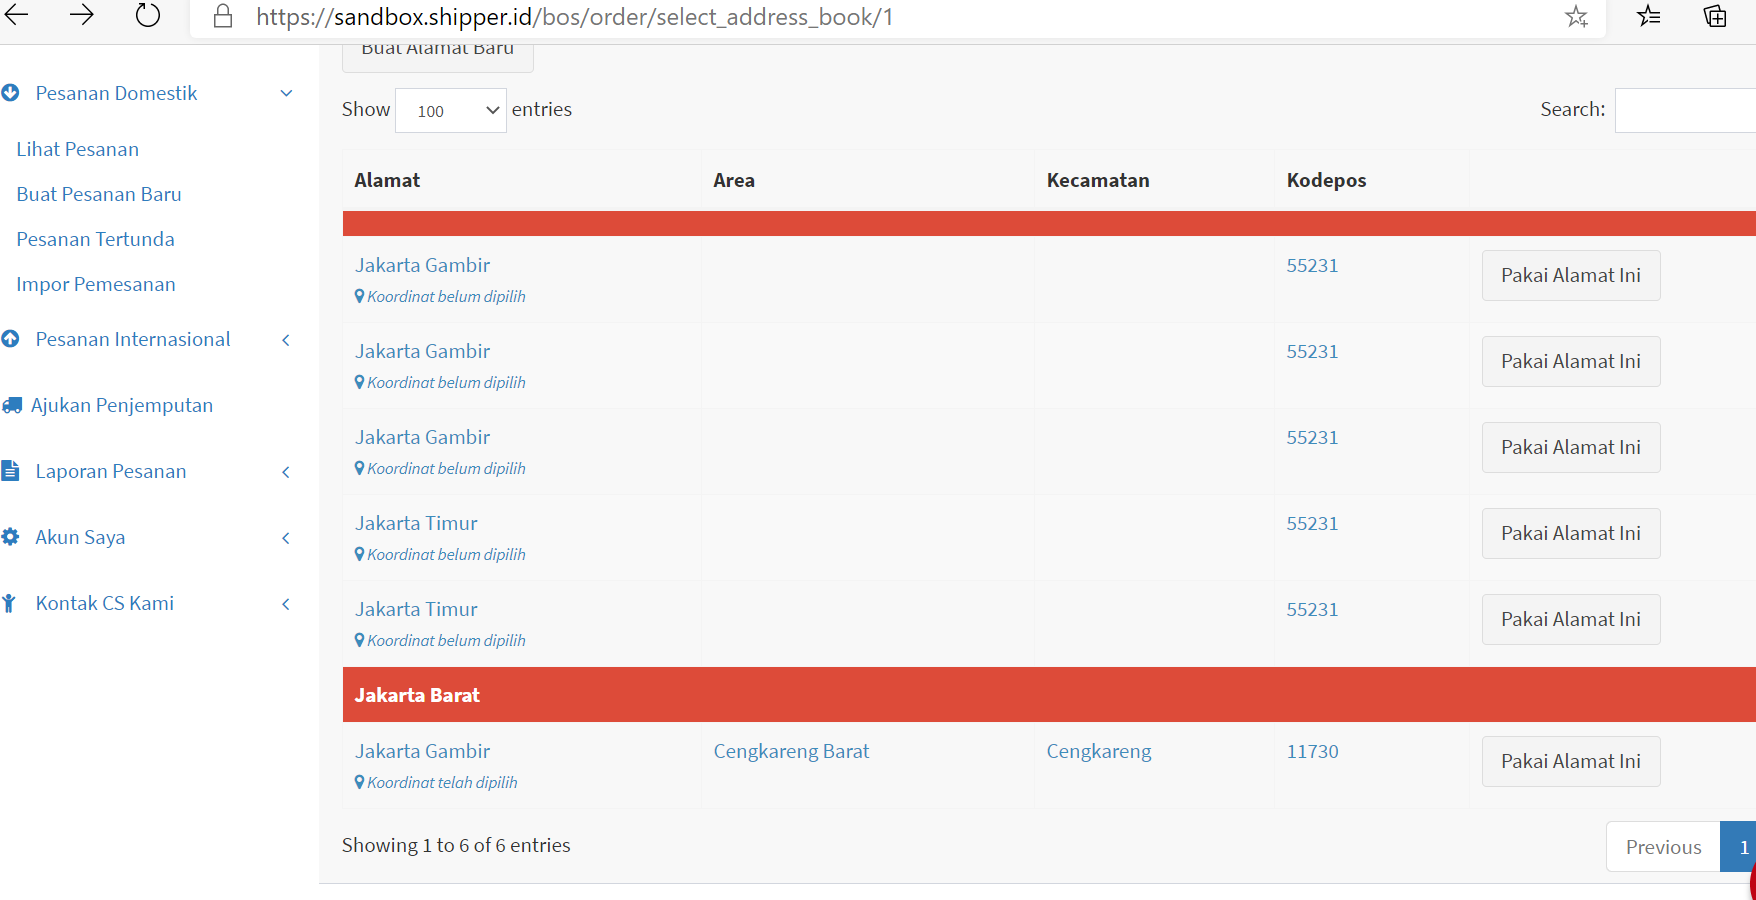 https://sandbox.shipper.id/bos/order/select_address_book/1
Buat Alamat Baru
Pesanan Domestik
Lihat Pesanan
Buat Pesanan Baru
Pesanan Tertunda
Impor Pemesanan
Pesanan Internasional
Ajukan Penjemputan
Laporan Pesanan
Akun Saya
Kontak CS Kami
Show 100 entries
Search:
Alamat Area Kecamatan Kodepos
Jakarta Gambir 55231 Pakai Alamat Ini
Koordinat belum dipilih
Jakarta Gambir 55231 Pakai Alamat Ini
Koordinat belum dipilih
Jakarta Gambir 55231 Pakai Alamat Ini
Koordinat belum dipilih
Jakarta Timur 55231 Pakai Alamat Ini
Koordinat belum dipilih
Jakarta Timur 55231 Pakai Alamat Ini
Koordinat belum dipilih
Jakarta Barat
Jakarta Gambir Cengkareng Barat Cengkareng 11730 Pakai Alamat Ini
Koordinat telah dipilih
Showing 1 to 6 of 6 entries
Previous 1